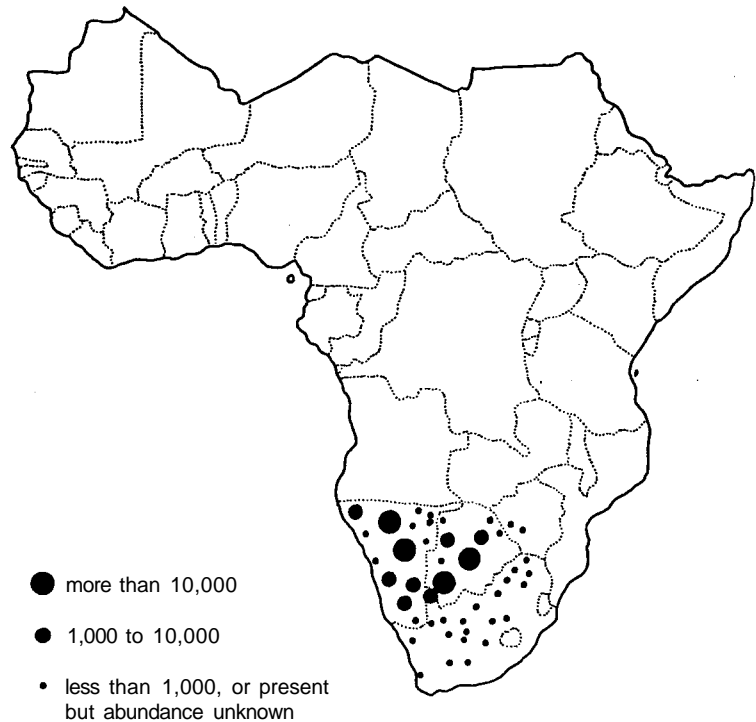 more than 10,000
1,000 to 10,000
less than 1,000, or present
but abundance unknown